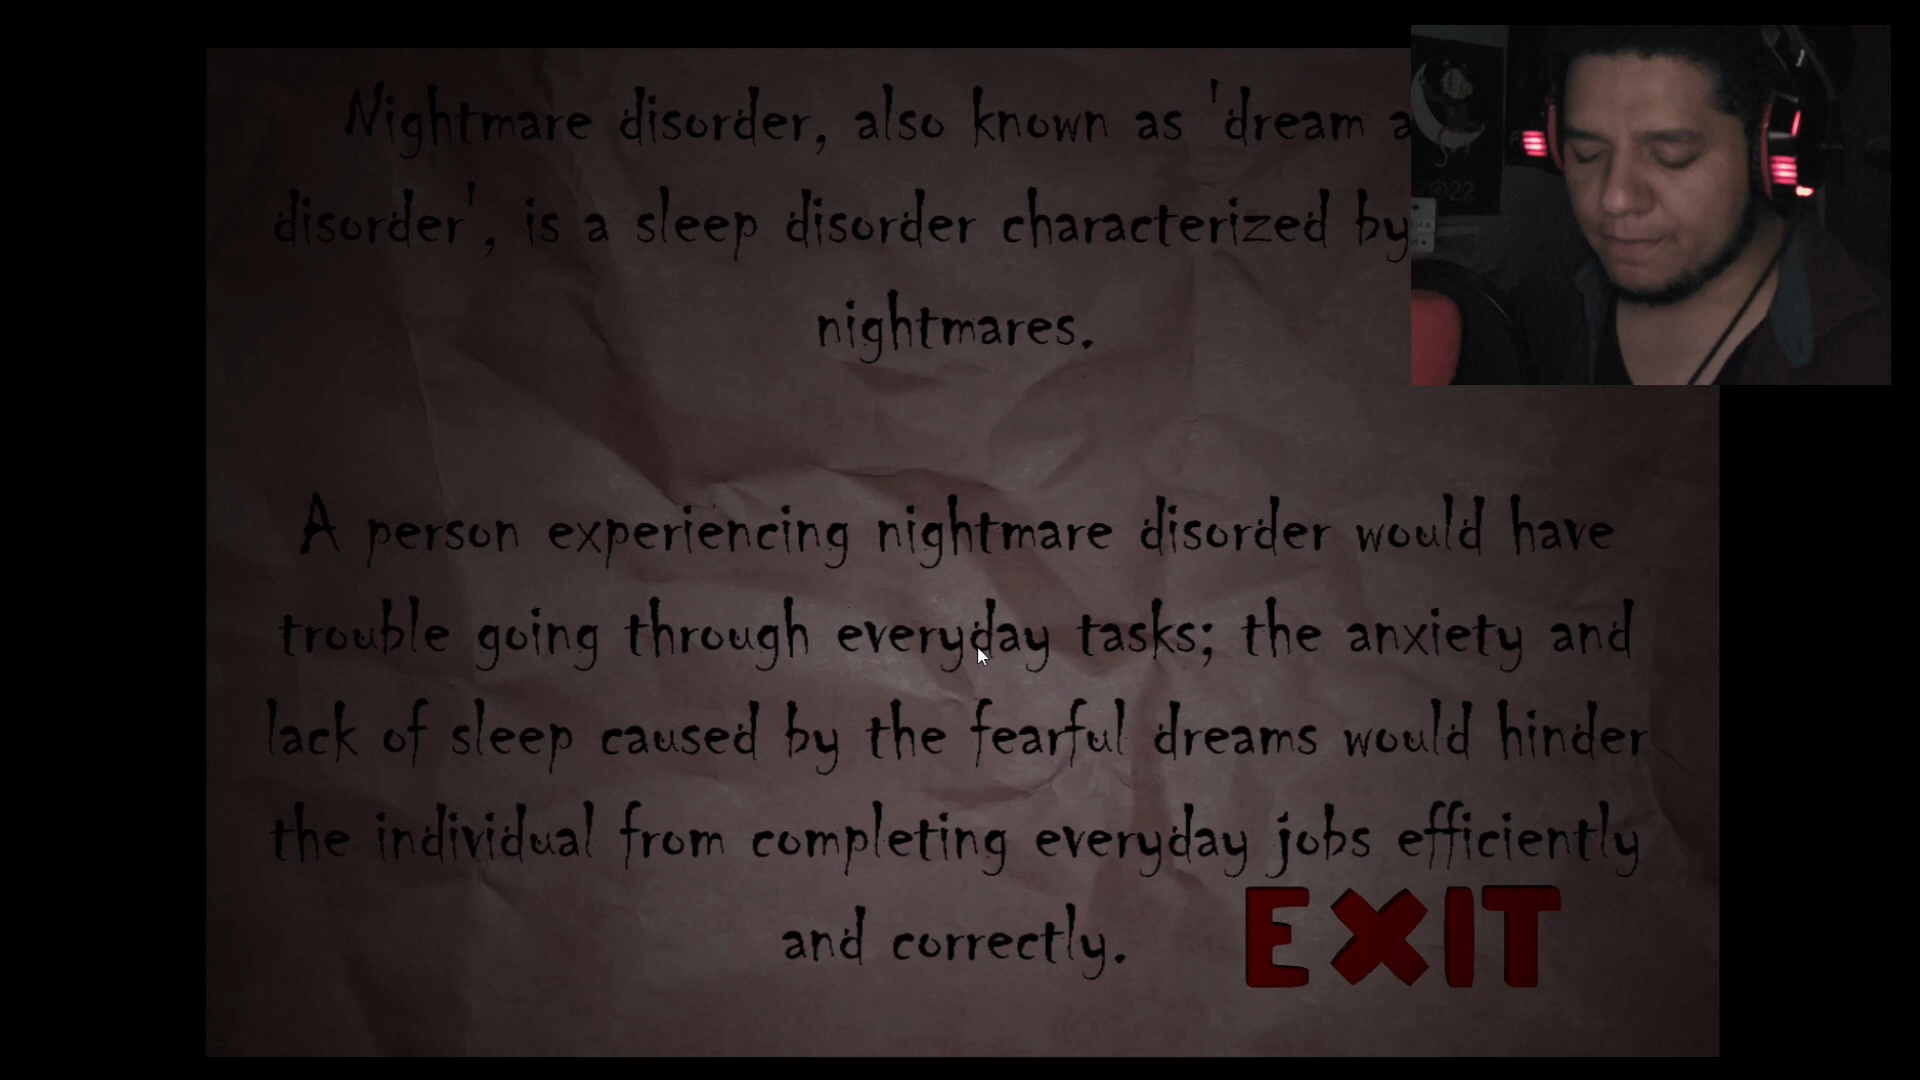 Nightmare disorder, also known as 'dream a
disorder', is a sleep disorder characterized by
nightmares.
A person experiencing nightmare disorder would have
trouble going through everyday tasks; the anxiety and
lack of sleep caused by the fearful dreams would hinder
the individual from completing everyday jobs efficiently
and correctly.
EXIT